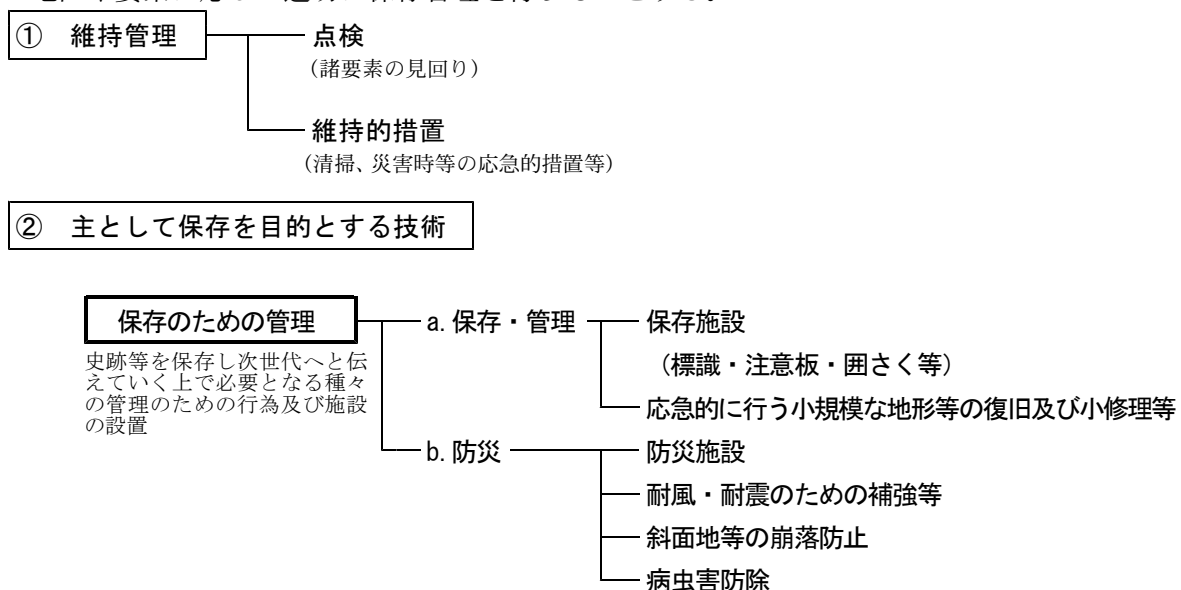 ① 維持管理
点検
(諸要素の見回り)
維持的措置
(清掃、災害時等の応急的措置等)
② 主として保存を目的とする技術
保存のための管理
史跡等を保存し次世代へと伝
えていく上で必要となる種々
の管理のための行為及び施設
の設置
a. 保存・管理
保存施設
(標識・注意板・囲さく等)
応急的に行う小規模な地形等の復旧及び小修理等
b. 防災
防災施設
耐風・耐震のための補強等
斜面地等の崩落防止
病虫害防除